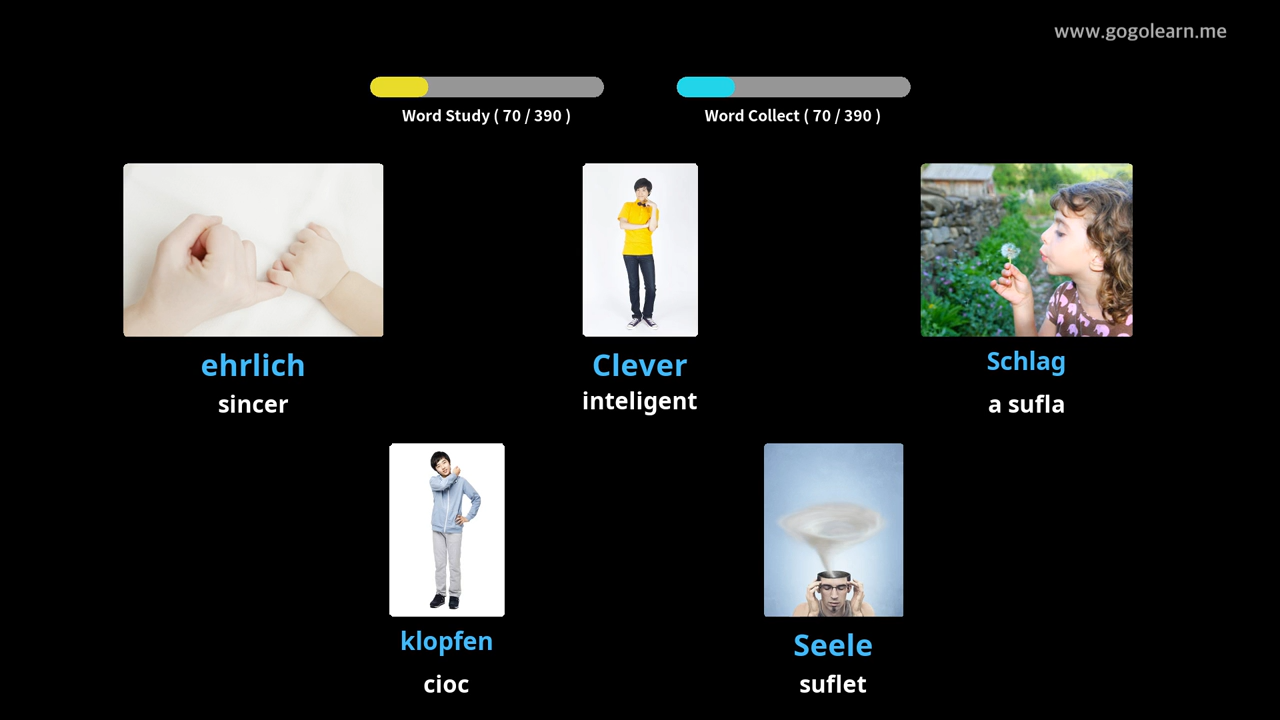 www.gogolearn.me
Word Study ( 70 / 390 )
Word Collect ( 70 / 390 )
ehrlich
sincer
Clever
inteligent
Schlag
a sufla
klopfen
cioc
Seele
suflet